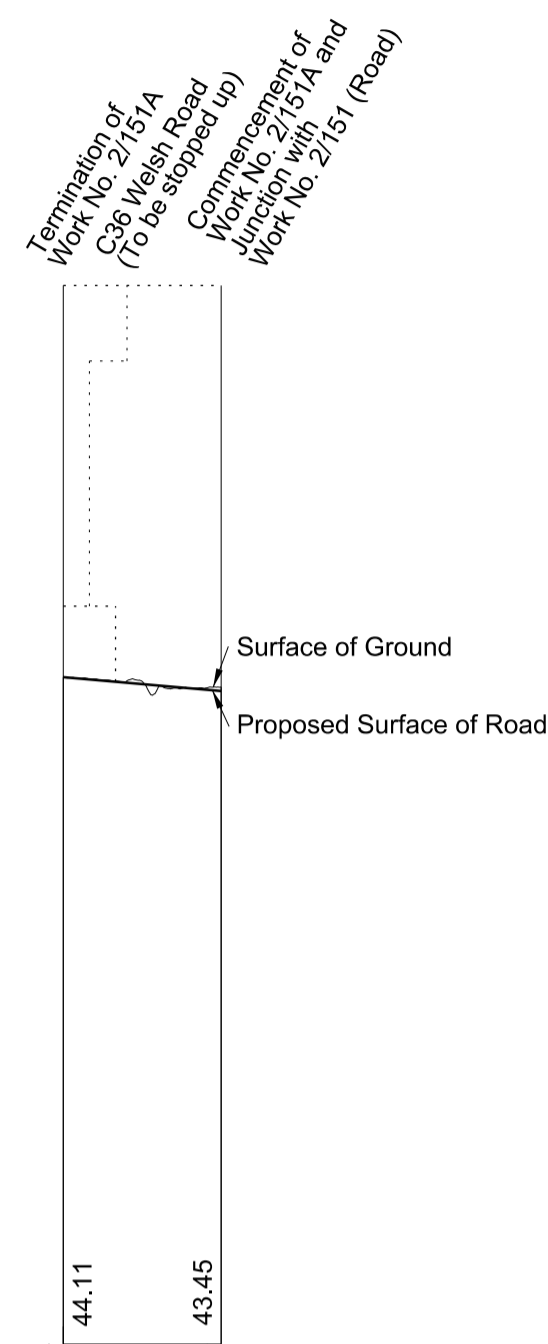 Termination of
Work No. 2/151A
C36 Welsh Road
(To be stopped up)
Commencement of
Work No. 2/151A and
Junction with
Work No. 2/151 (Road)
Surface of Ground
Proposed Surface of Road
44.11
43.45